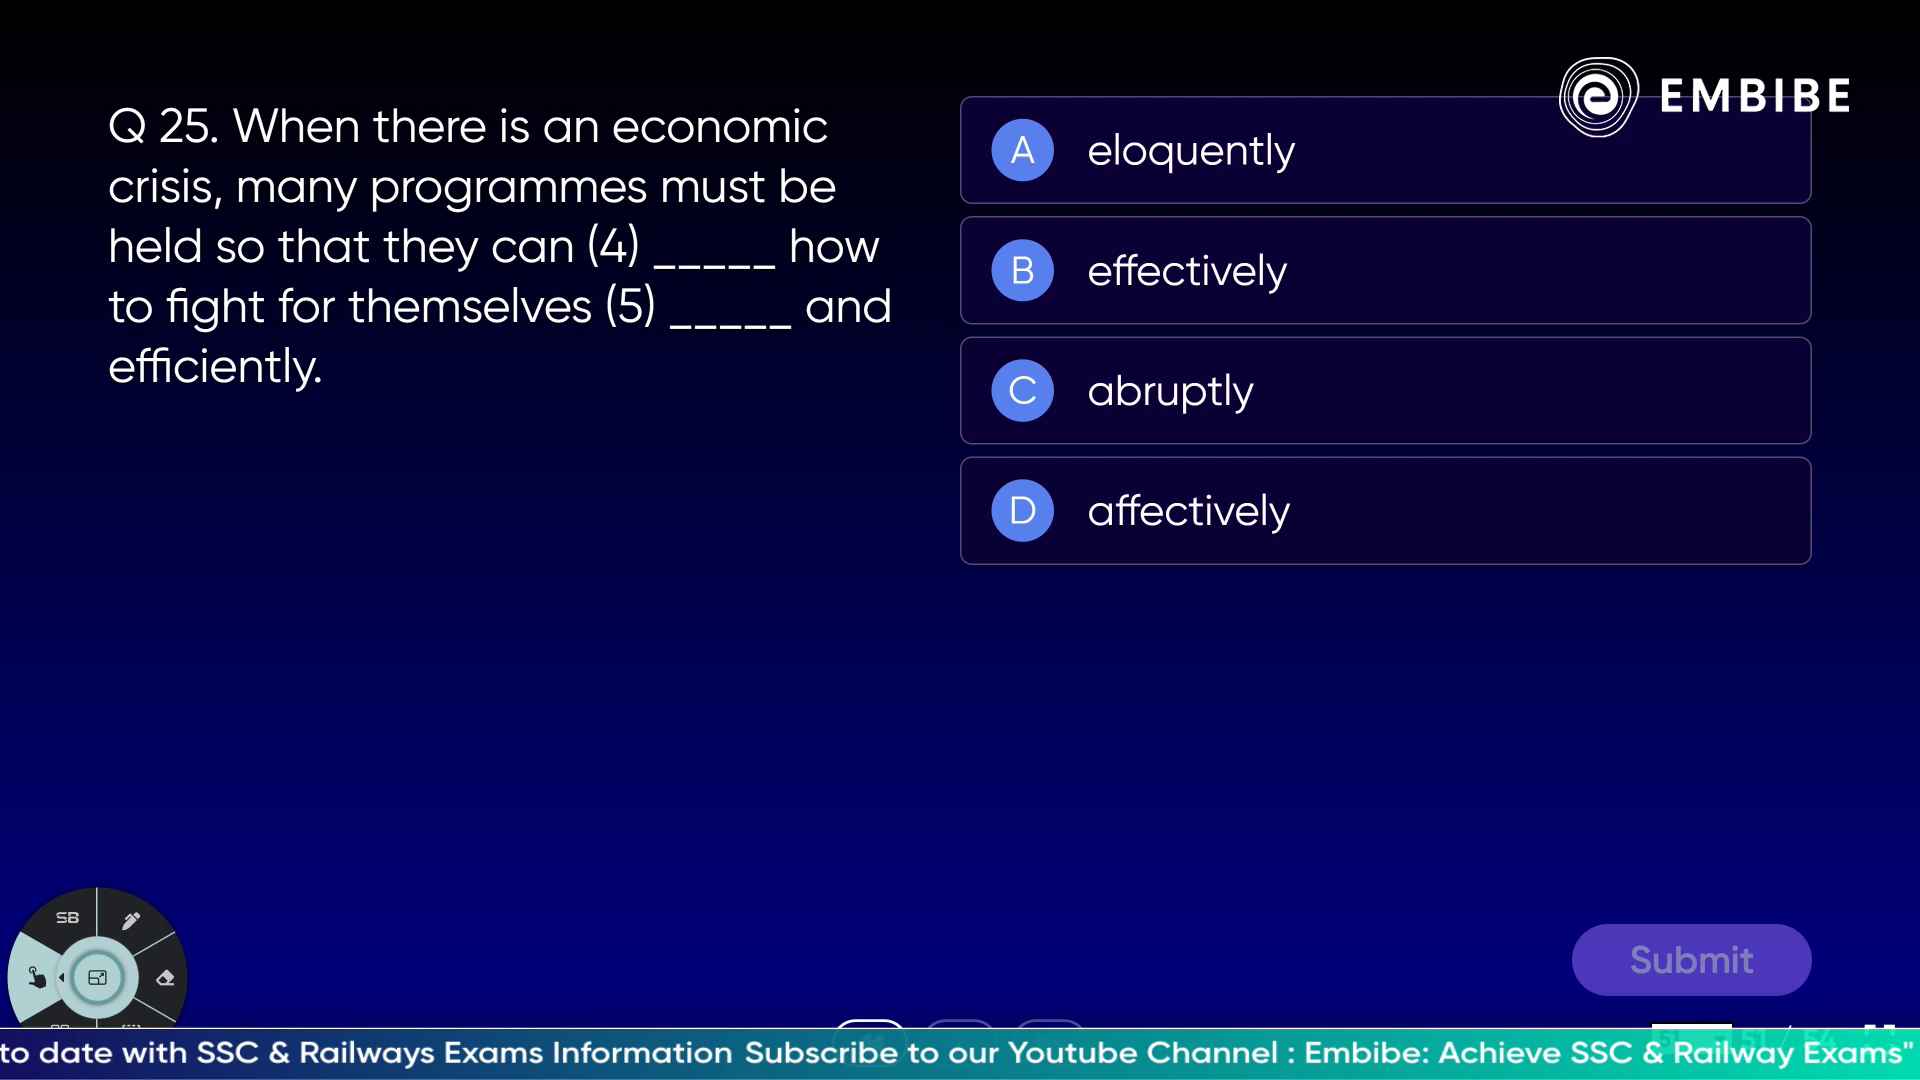 EMBIBE
Q 25. When there is an economic
crisis, many programmes must be
held so that they can (4) _____ how
to fight for themselves (5) _____ and
efficiently.
A eloquently
B effectively
C abruptly
D affectively
SB
Submit
to date with SSC & Railways Exams Information Subscribe to our Youtube Channel : Embibe: Achieve SSC & Railway Exams"